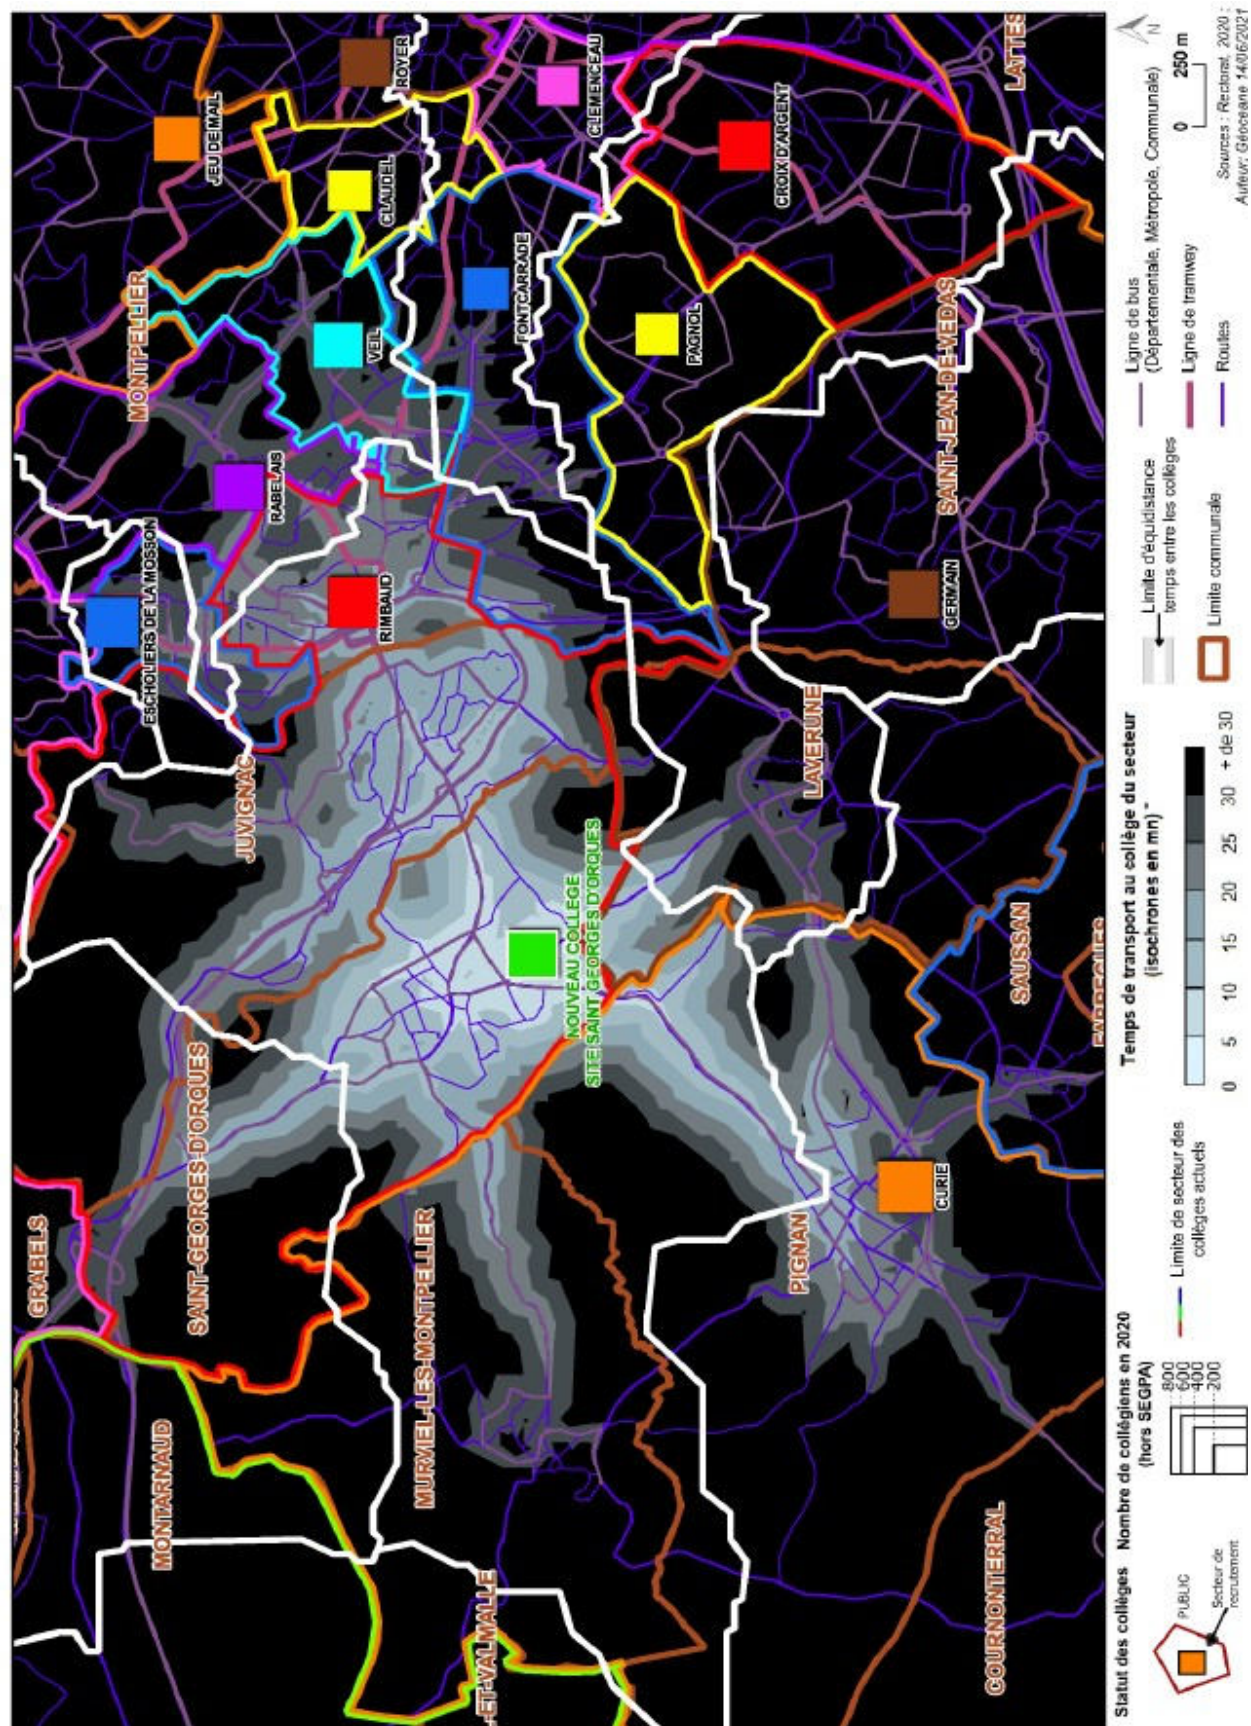 GRABELS
MONTPELLIER
JEU DE MAIL
ESCHOLIERS DE LA MOSSON
MONTARNAUD
SAINT-GEORGES-D'ORQUES
JUVIGNAC
RABELAIS
ROYER
CLAUDEL
VEIL
RIMBAUD
MURVIEL-LES-MONTPELLIER
FONTCARRADE
CLEMENCEAU
NOUVEAU COLLEGE
SITE SAINT GEORGES D'ORQUES
-ET-VALMALLE
PAGNOL
CROIX D'ARGENT
PIGNAN
LAVERUNE
CURIE
GERMAIN
SAINT-JEAN-DE-VEDAS
COURNONTERRAL
SAUSSAN
FABREGUES
LATTES
Statut des collèges
PUBLIC
Secteur de
recrutement
Nombre de collégiens en 2020
(hors SEGPA)
800
600
400
200
Limite de secteur des
collèges actuels
Temps de transport au collège du secteur
(isochrones en mn)
0 5 10 15 20 25 30 + de 30
Limite d'équidistance
temps entre les collèges
Limite communale
Ligne de bus
(Départementale, Métropole, Communale)
Ligne de tramway
Routes
0 250 m
N
Sources : Rectorat, 2020 ;
Auteur: Géoceane 14/06/2021